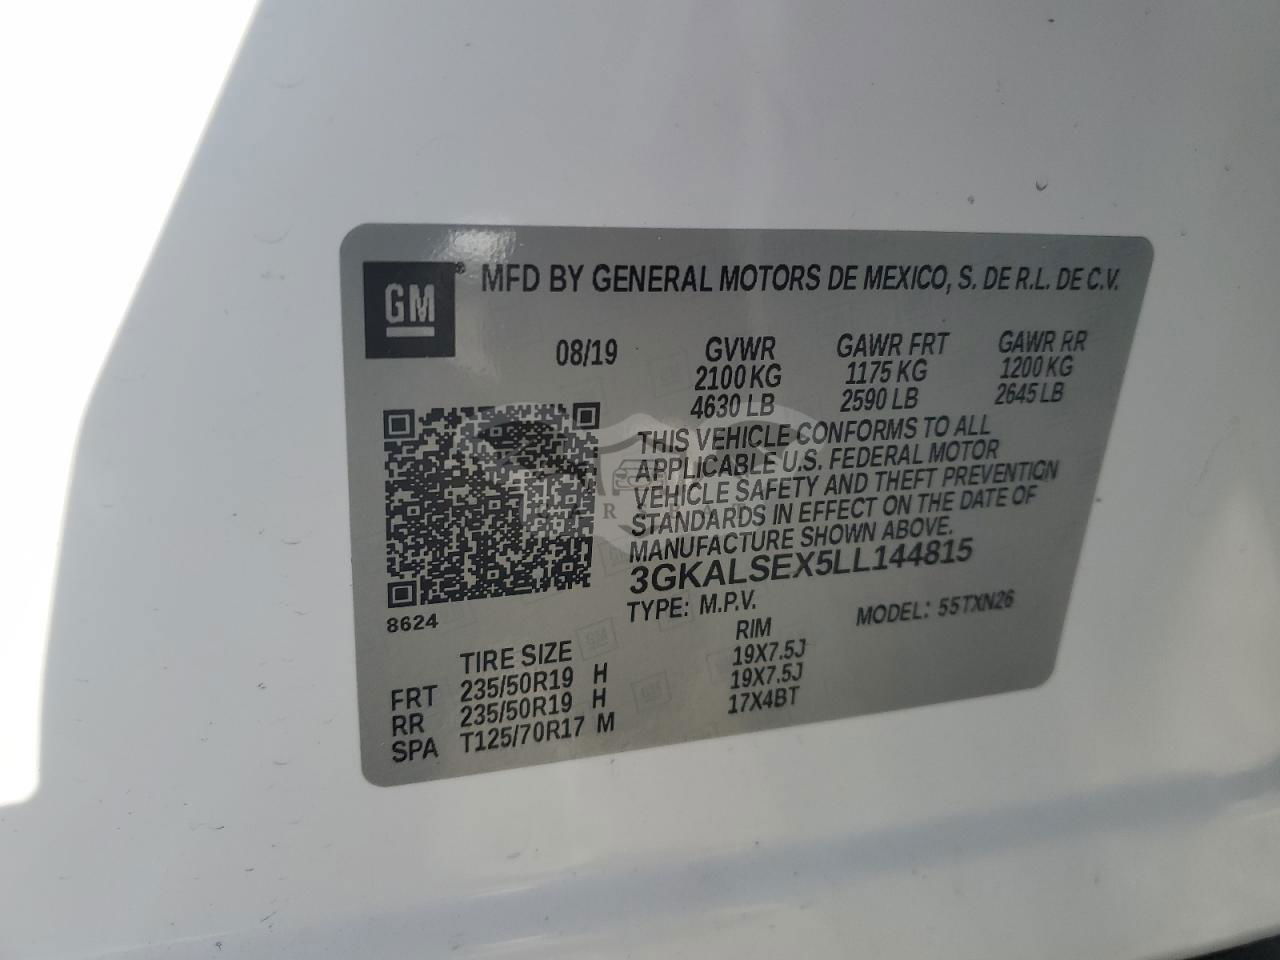 GM® MFD BY GENERAL MOTORS DE MEXICO, S. DE R.L. DE C.V.
08/19 GVWR GAWR FRT GAWR RR
2100 KG 1175 KG 1200 KG
4630 LB 2590 LB 2645 LB
THIS VEHICLE CONFORMS TO ALL
APPLICABLE U.S. FEDERAL MOTOR
VEHICLE SAFETY AND THEFT PREVENTION
STANDARDS IN EFFECT ON THE DATE OF
MANUFACTURE SHOWN ABOVE.
3GKALSEX5LL144815
8624
TYPE: M.P.V. MODEL: 55TXN26
TIRE SIZE RIM
FRT 235/50R19 H 19X7.5J
RR 235/50R19 H 19X7.5J
SPA T125/70R17 M 17X4BT